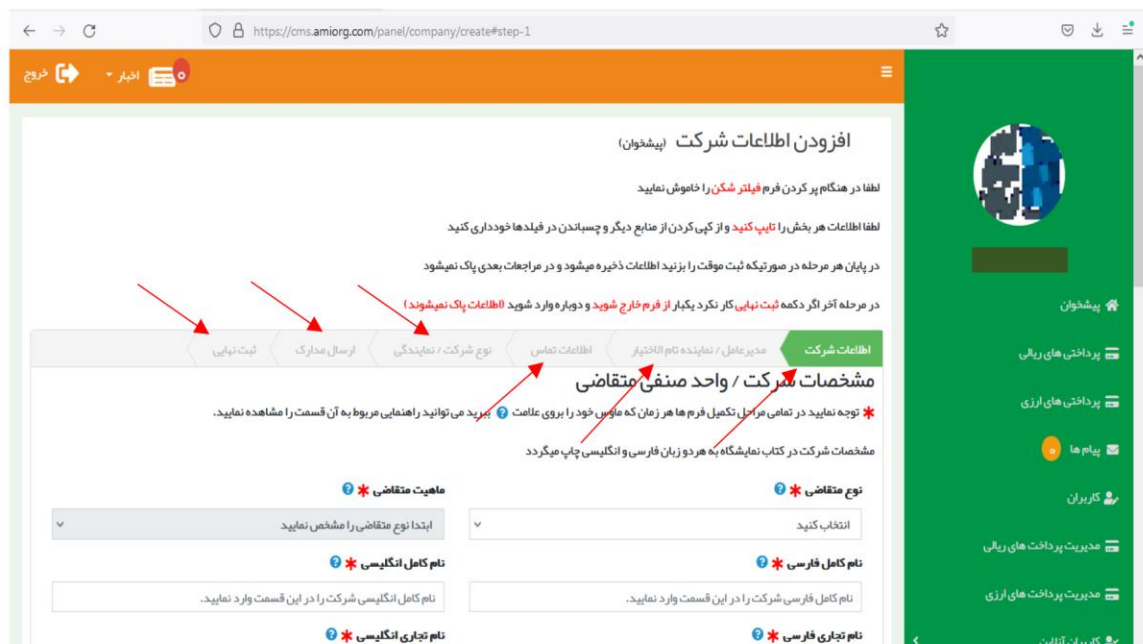 https://cms.amiorg.com/panel/company/create#step-1
خروج
اخبار
۰
افزودن اطلاعات شرکت (پیشخوان)
لطفا در هنگام پر کردن فرم فیلتر شکن را خاموش نمایید
لطفا اطلاعات هر بخش را تایپ کنید و از کپی کردن از منابع دیگر و چسباندن در فیلدها خودداری کنید
در پایان هر مرحله در صورتیکه ثبت موقت را بزنید اطلاعات ذخیره میشود و در مراجعات بعدی پاک نمیشود
در مرحله آخر اگر دکمه ثبت نهایی کار نکرد یکبار از فرم خارج شوید و دوباره وارد شوید (اطلاعات پاک نمیشوند)
اطلاعات شرکت
مدیرعامل / نماینده تام الاختیار
اطلاعات تماس
نوع شرکت / نمایندگی
ارسال مدارک
ثبت نهایی
مشخصات شرکت / واحد صنفی متقاضی
توجه نمایید در تمامی مراحل تکمیل فرم ها هر زمان که ماوس خود را بروی علامت ? ببرید می توانید راهنمایی مربوط به آن قسمت را مشاهده نمایید.
مشخصات شرکت در کتاب نمایشگاه به هر دو زبان فارسی و انگلیسی چاپ میگردد
نوع متقاضی * ?
ماهیت متقاضی * ?
انتخاب کنید
ابتدا نوع متقاضی را مشخص نمایید
نام کامل فارسی * ?
نام کامل انگلیسی * ?
نام کامل فارسی شرکت را در این قسمت وارد نمایید.
نام کامل انگلیسی شرکت را در این قسمت وارد نمایید.
نام تجاری فارسی * ?
نام تجاری انگلیسی * ?
پیشخوان
پرداختی های ریالی
پرداختی های ارزی
پیام ها
۰
کاربران
مدیریت پرداخت های ریالی
مدیریت پرداخت های ارزی
کاربران آنلاین